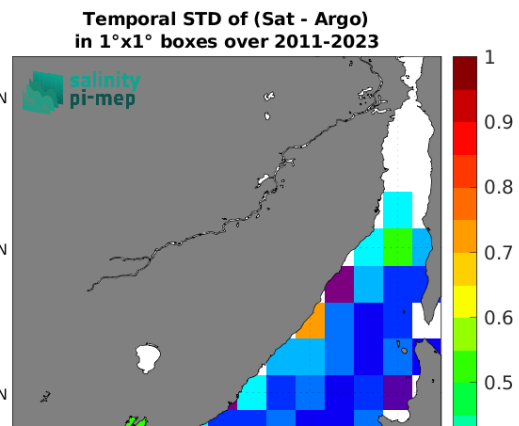 Temporal STD of (Sat - Argo)
in 1°x1° boxes over 2011-2023
salinity
pi-mep
N
N
N
1
0.9
0.8
0.7
0.6
0.5